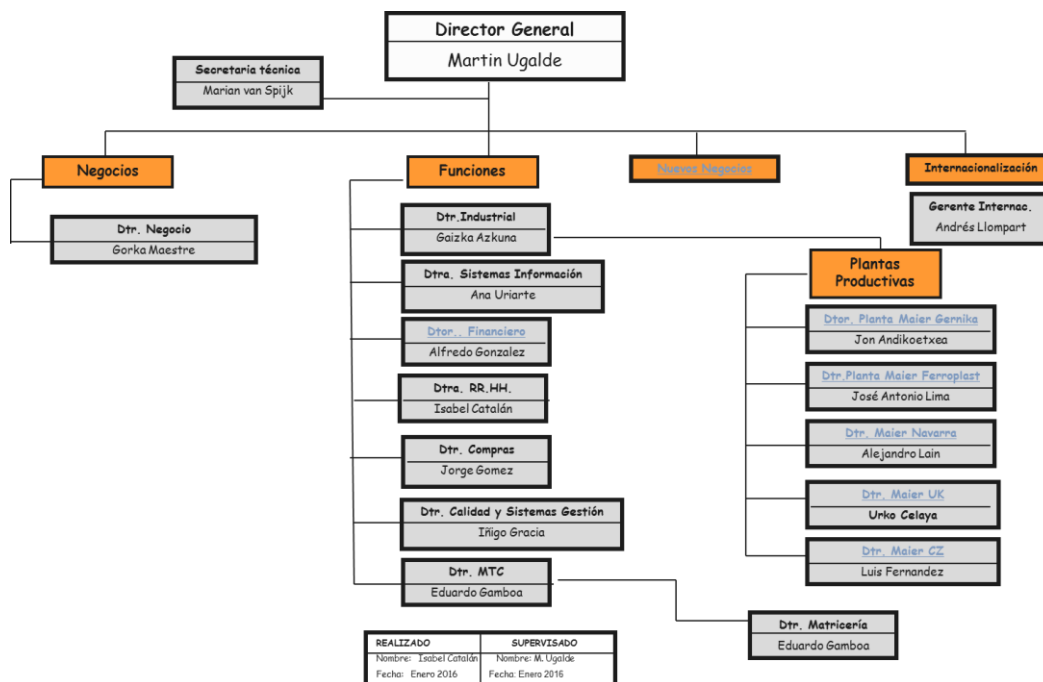 Director General
Martin Ugalde
Secretaria técnica
Marian van Spijk
Negocios
Dtr. Negocio
Gorka Maestre
Funciones
Dtr.Industrial
Gaizka Azkuna
Dtra. Sistemas Información
Ana Uriarte
Dtor.. Financiero
Alfredo Gonzalez
Dtra. RR.HH.
Isabel Catalán
Dtr. Compras
Jorge Gomez
Dtr. Calidad y Sistemas Gestión
Iñigo Gracia
Dtr. MTC
Eduardo Gamboa
Nuevos Negocios
Internacionalización
Gerente Internac.
Andrés Llompart
Plantas
Productivas
Dtor. Planta Maier Gernika
Jon Andikoetxea
Dtr.Planta Maier Ferroplast
José Antonio Lima
Dtr. Maier Navarra
Alejandro Lain
Dtr. Maier UK
Urko Celaya
Dtr. Maier CZ
Luis Fernandez
Dtr. Matricería
Eduardo Gamboa
REALIZADO
Nombre: Isabel Catalán
Fecha: Enero 2016
SUPERVISADO
Nombre: M. Ugalde
Fecha: Enero 2016